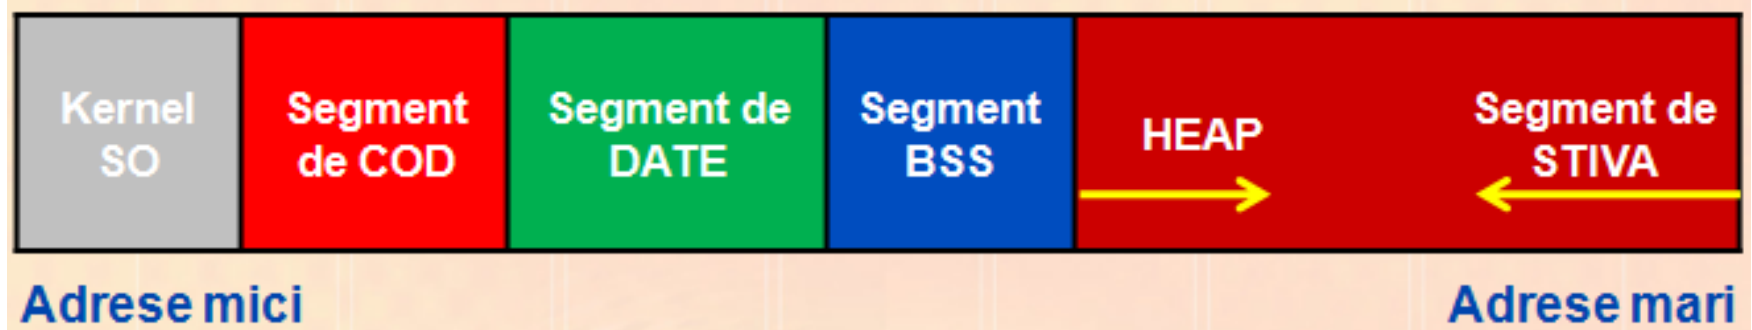 Kernel
SO
Segment
de COD
Segment de
DATE
Segment
BSS
HEAP
Segment de
STIVA
Adrese mici
Adrese mari